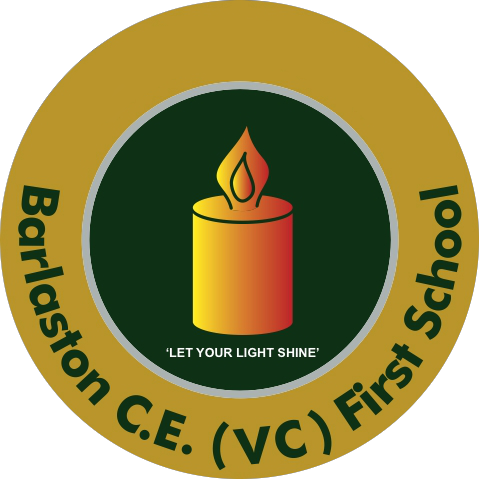 ‘LET YOUR LIGHT SHINE’
Barlaston C.E. (VC) First School